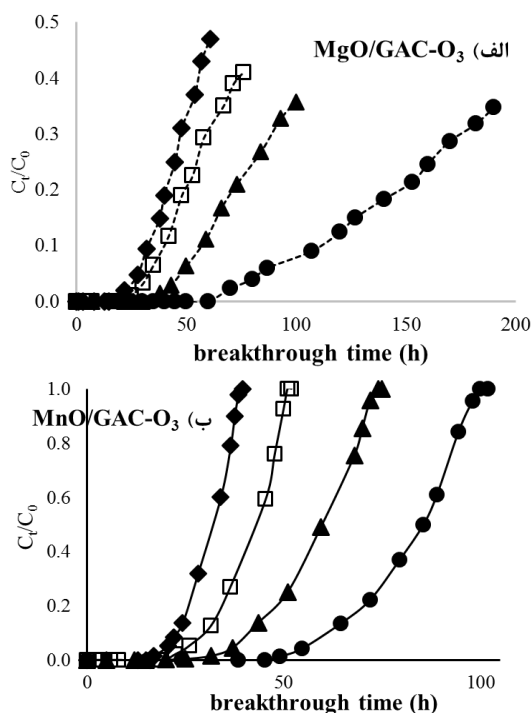 الف) MgO/GAC-O₃
0.5
0.4
0.3
0.2
0.1
0.0
Cₜ/C₀
0 50 100 150 200
breakthrough time (h)
ب) MnO/GAC-O₃
1.0
0.8
0.6
0.4
0.2
0.0
Cₜ/C₀
0 50 100
breakthrough time (h)